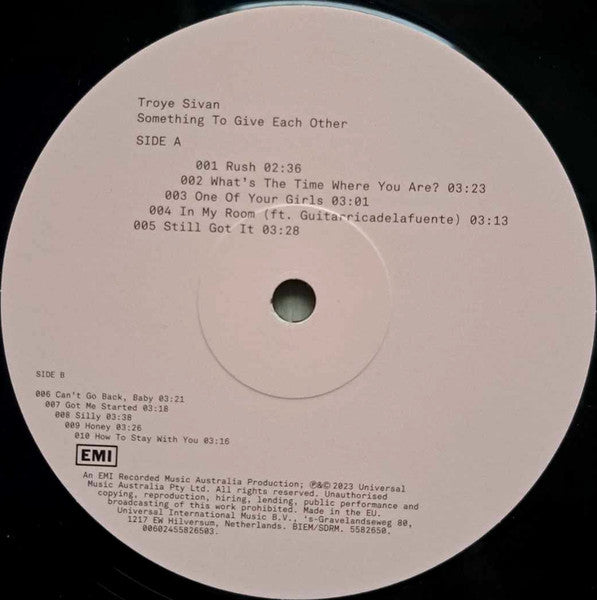 Troye Sivan
Something To Give Each Other
SIDE A
001 Rush 02:36
002 What's The Time Where You Are? 03:23
003 One Of Your Girls 03:01
004 In My Room (ft. Guitarricadelafuente) 03:13
005 Still Got It 03:28
SIDE B
006 Can't Go Back, Baby 03:21
007 Got Me Started 03:18
008 Silly 03:38
009 Honey 03:26
010 How To Stay With You 03:16
EMI
An EMI Recorded Music Australia Production; ℗&© 2023 Universal
Music Australia Pty Ltd. All rights reserved. Unauthorised
copying, reproduction, hiring, lending, public performance and
broadcasting of this work prohibited. Made in the EU.
Universal International Music B.V., 's-Gravelandseweg 80,
1217 EW Hilversum, Netherlands. BIEM/SDRM. 5582650.
00602455826503.